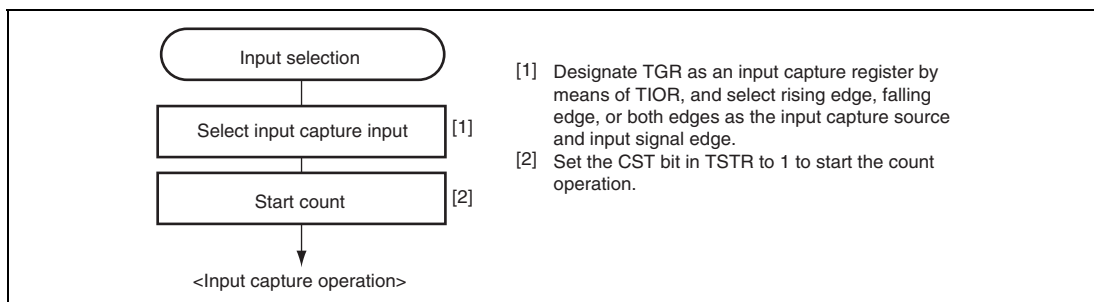 Input selection
Select input capture input
[1]
Start count
[2]
<Input capture operation>
[1] Designate TGR as an input capture register by
means of TIOR, and select rising edge, falling
edge, or both edges as the input capture source
and input signal edge.
[2] Set the CST bit in TSTR to 1 to start the count
operation.